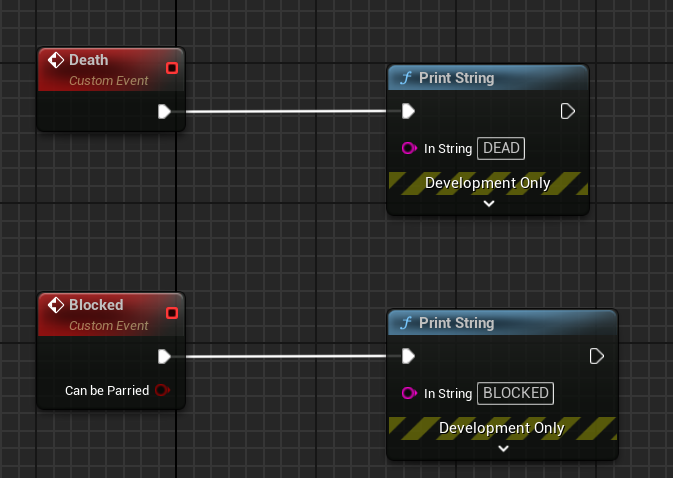 Death
Custom Event
f Print String
In String DEAD
Development Only
Blocked
Custom Event
Can be Parried
f Print String
In String BLOCKED
Development Only